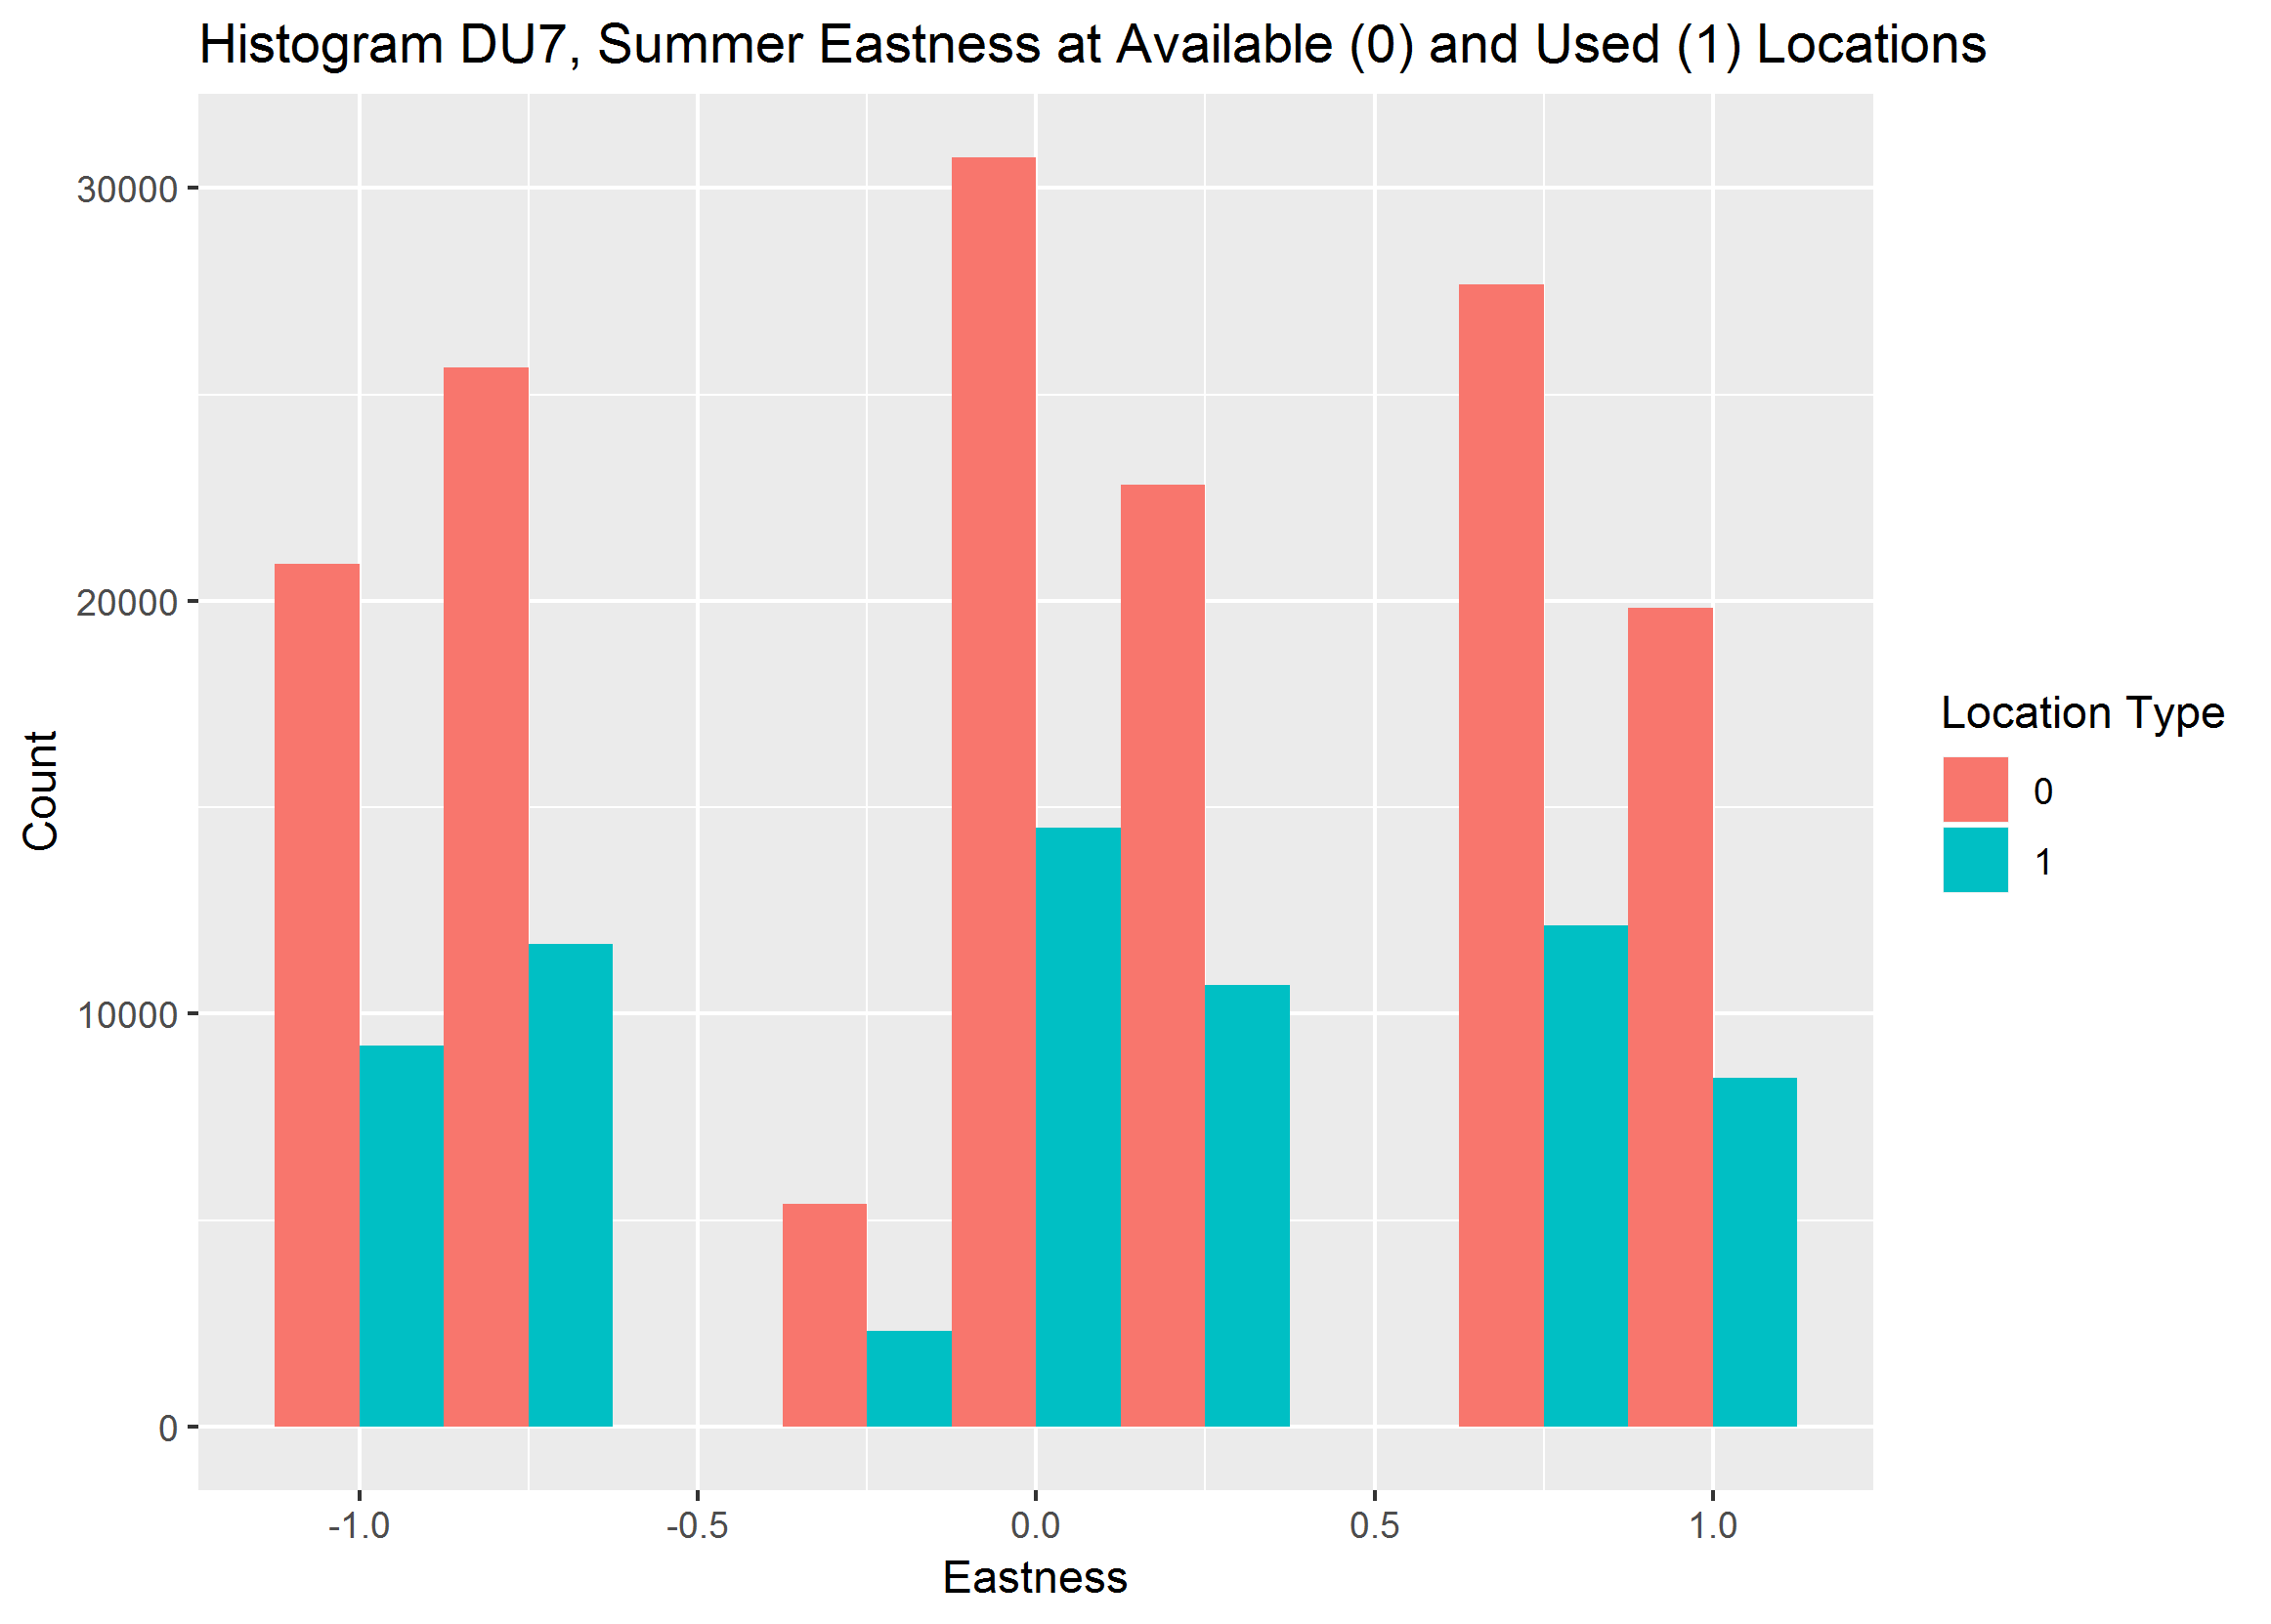 Histogram DU7, Summer Eastness at Available (0) and Used (1) Locations
30000
20000
10000
0
Count
-1.0
-0.5
0.0
0.5
1.0
Eastness
Location Type
0
1